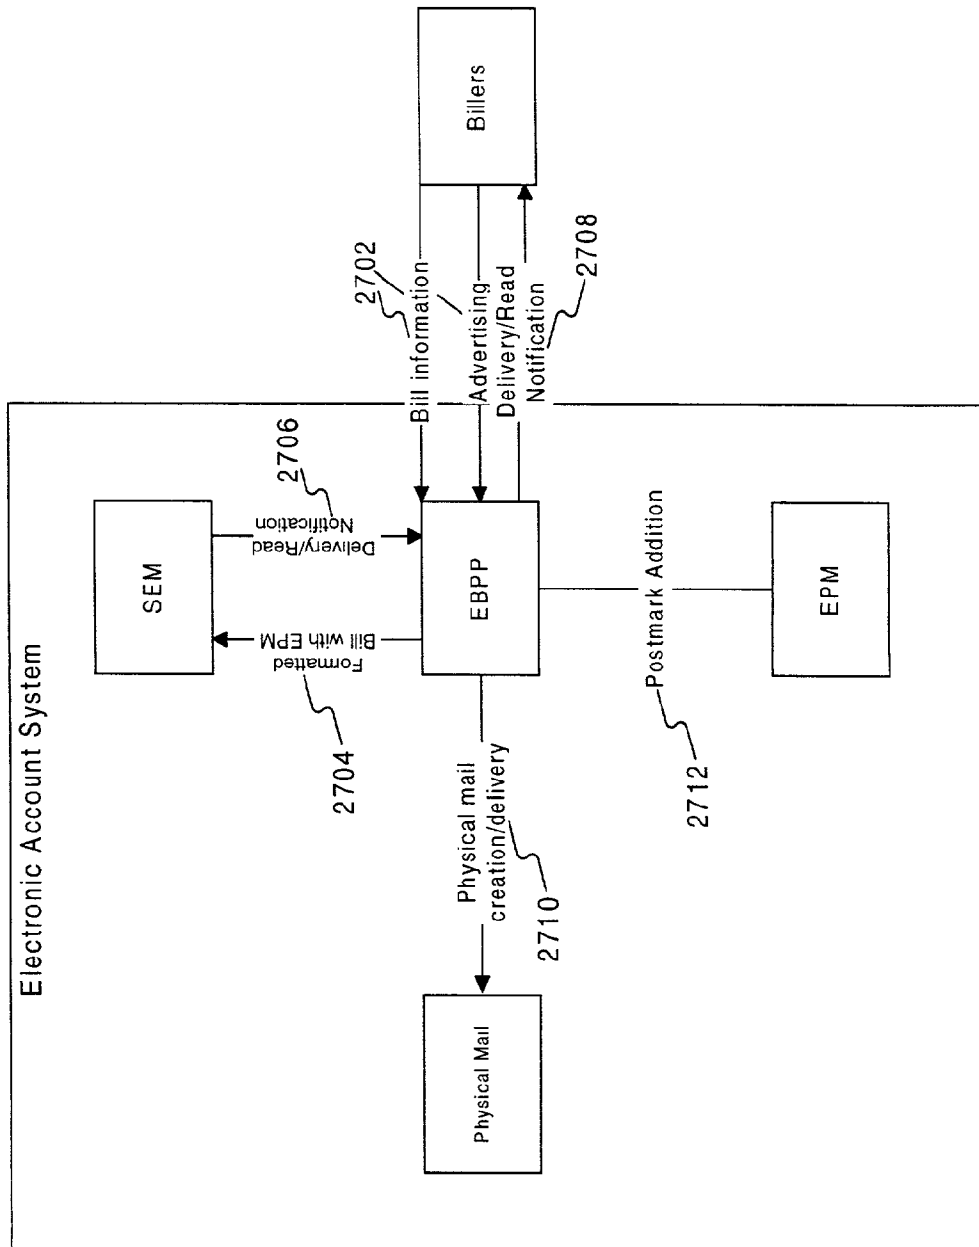 Electronic Account System
SEM
2704
Formatted
Bill with EPM
Delivery/Read
Notification
2706
Physical Mail
Physical mail
creation/delivery
2710
EBPP
Bill information
2702
Advertising
Delivery/Read
Notification
2708
Billers
Postmark Addition
2712
EPM